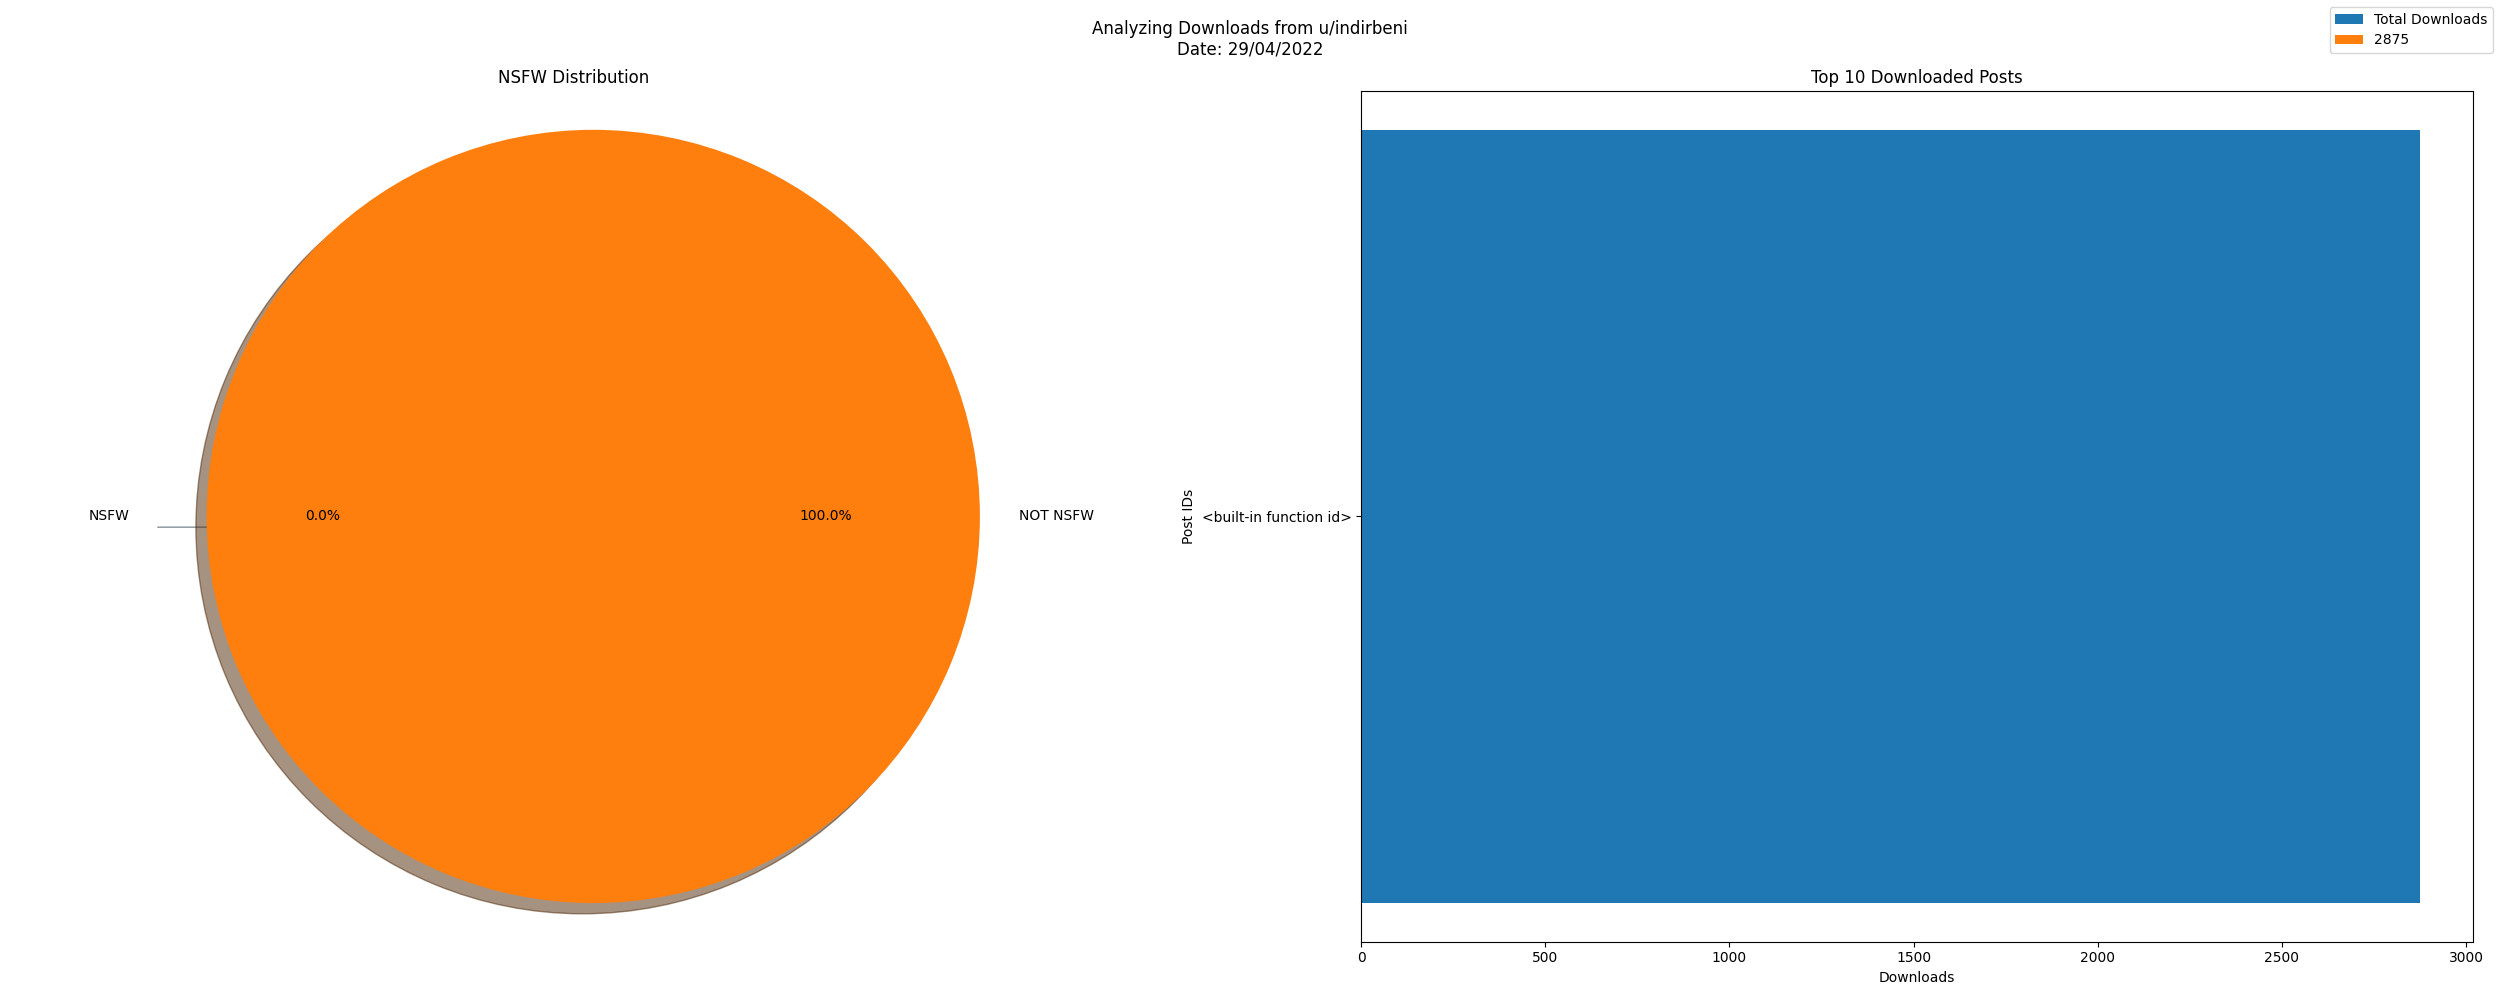 Analyzing Downloads from u/indirbeni
Date: 29/04/2022
Total Downloads
2875
NSFW Distribution
NSFW
0.0%
100.0%
NOT NSFW
Top 10 Downloaded Posts
Post IDs
<built-in function id>
0
500
1000
1500
2000
2500
3000
Downloads